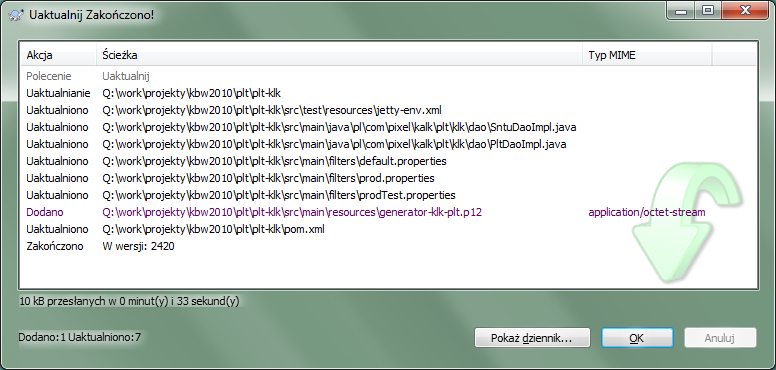 Uaktualnij Zakończono!
Akcja Ścieżka Typ MIME
Polecenie Uaktualnij
Uaktualnianie Q:\work\projekty\kbw2010\plt\plt-klk
Uaktualniono Q:\work\projekty\kbw2010\plt\plt-klk\src\test\resources\jetty-env.xml
Uaktualniono Q:\work\projekty\kbw2010\plt\plt-klk\src\main\java\pl\com\pixel\kalk\plt\klk\dao\SntuDaoImpl.java
Uaktualniono Q:\work\projekty\kbw2010\plt\plt-klk\src\main\java\pl\com\pixel\kalk\plt\klk\dao\PltDaoImpl.java
Uaktualniono Q:\work\projekty\kbw2010\plt\plt-klk\src\main\filters\default.properties
Uaktualniono Q:\work\projekty\kbw2010\plt\plt-klk\src\main\filters\prod.properties
Uaktualniono Q:\work\projekty\kbw2010\plt\plt-klk\src\main\filters\prodTest.properties
Dodano Q:\work\projekty\kbw2010\plt\plt-klk\src\main\resources\generator-klk-plt.p12 application/octet-stream
Uaktualniono Q:\work\projekty\kbw2010\plt\plt-klk\pom.xml
Zakończono W wersji: 2420
10 kB przesłanych w 0 minut(y) i 33 sekund(y)
Dodano:1 Uaktualniono:7
Pokaż dziennik... OK Anuluj